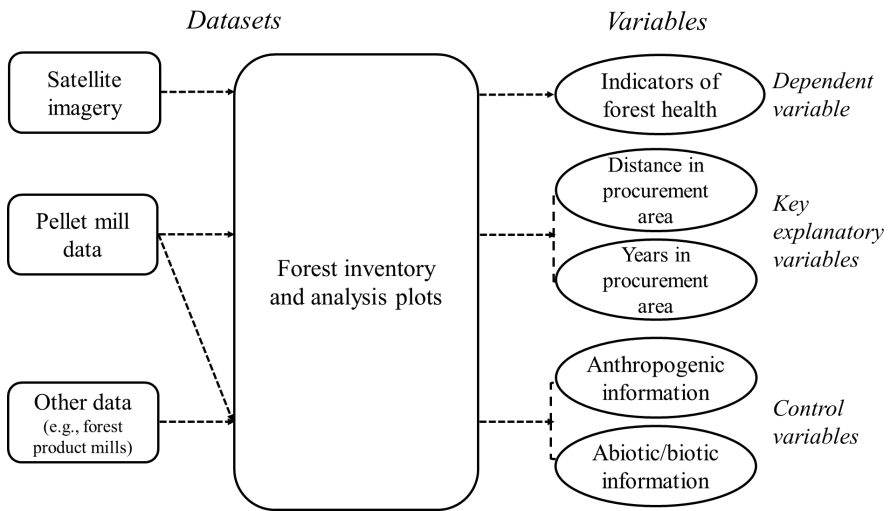 Datasets
Variables
Satellite
imagery
Pellet mill
data
Other data
(e.g., forest
product mills)
Forest inventory
and analysis plots
Indicators of
forest health
Dependent
variable
Distance in
procurement
area
Years in
procurement
area
Key
explanatory
variables
Anthropogenic
information
Abiotic/biotic
information
Control
variables